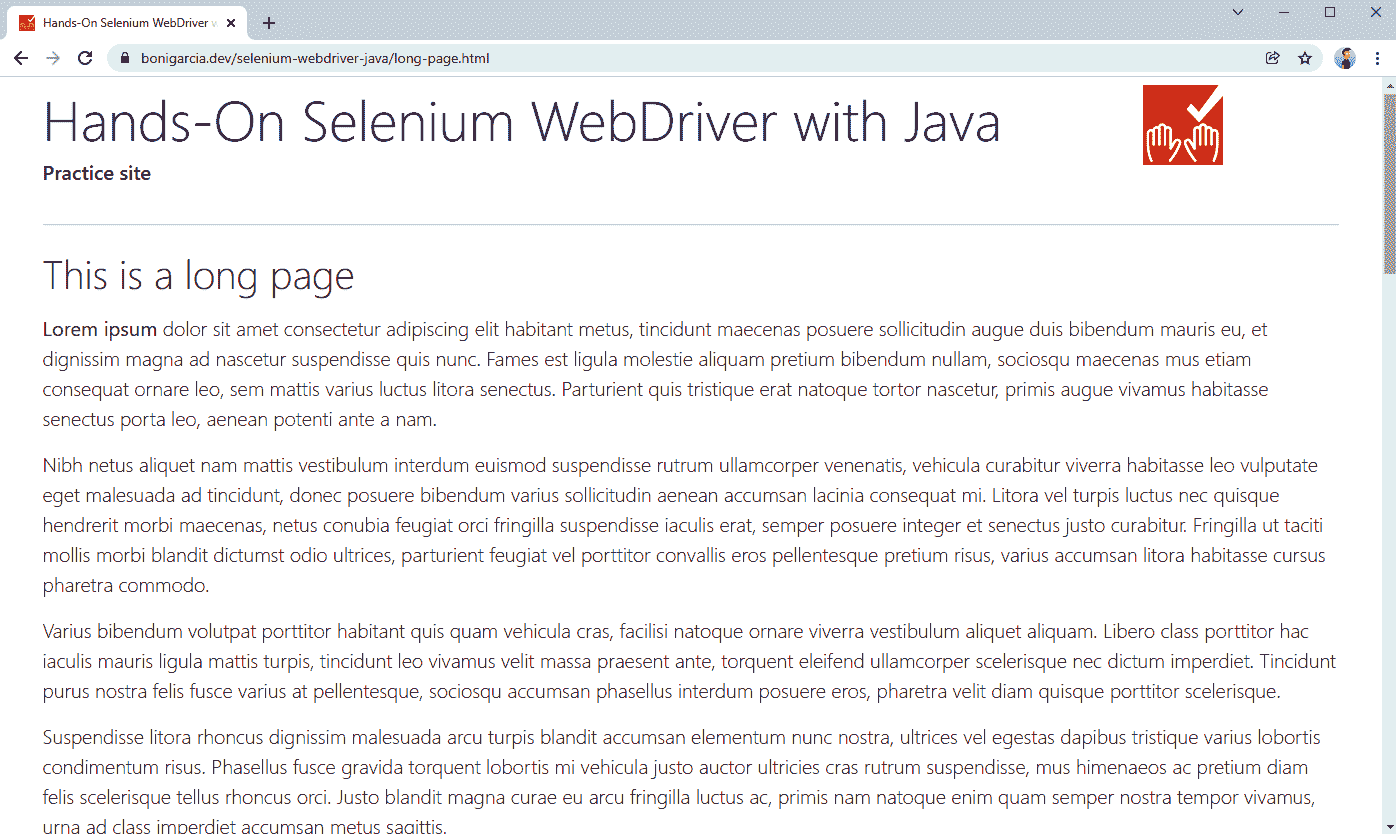 Hands-On Selenium WebDriver w
bonigarcia.dev/selenium-webdriver-java/long-page.html
Hands-On Selenium WebDriver with Java
Practice site
This is a long page
Lorem ipsum dolor sit amet consectetur adipiscing elit habitant metus, tincidunt maecenas posuere sollicitudin augue duis bibendum mauris eu, et
dignissim magna ad nascetur suspendisse quis nunc. Fames est ligula molestie aliquam pretium bibendum nullam, sociosqu maecenas mus etiam
consequat ornare leo, sem mattis varius luctus litora senectus. Parturient quis tristique erat natoque tortor nascetur, primis augue vivamus habitasse
senectus porta leo, aenean potenti ante a nam.
Nibh netus aliquet nam mattis vestibulum interdum euismod suspendisse rutrum ullamcorper venenatis, vehicula curabitur viverra habitasse leo vulputate
eget malesuada ad tincidunt, donec posuere bibendum varius sollicitudin aenean accumsan lacinia consequat mi. Litora vel turpis luctus nec quisque
hendrerit morbi maecenas, netus conubia feugiat orci fringilla suspendisse iaculis erat, semper posuere integer et senectus justo curabitur. Fringilla ut taciti
mollis morbi blandit dictumst odio ultrices, parturient feugiat vel porttitor convallis eros pellentesque pretium risus, varius accumsan litora habitasse cursus
pharetra commodo.
Varius bibendum volutpat porttitor habitant quis quam vehicula cras, facilisi natoque ornare viverra vestibulum aliquet aliquam. Libero class porttitor hac
iaculis mauris ligula mattis turpis, tincidunt leo vivamus velit massa praesent ante, torquent eleifend ullamcorper scelerisque nec dictum imperdiet. Tincidunt
purus nostra felis fusce varius at pellentesque, sociosqu accumsan phasellus interdum posuere eros, pharetra velit diam quisque porttitor scelerisque.
Suspendisse litora rhoncus dignissim malesuada arcu turpis blandit accumsan elementum nunc nostra, ultrices vel egestas dapibus tristique varius lobortis
condimentum risus. Phasellus fusce gravida torquent lobortis mi vehicula justo auctor ultricies cras rutrum suspendisse, mus himenaeos ac pretium diam
felis scelerisque tellus rhoncus orci. Justo blandit magna curae eu arcu fringilla luctus ac, primis nam natoque enim quam semper nostra tempor vivamus,
urna ad class imperdiet accumsan metus sagittis.